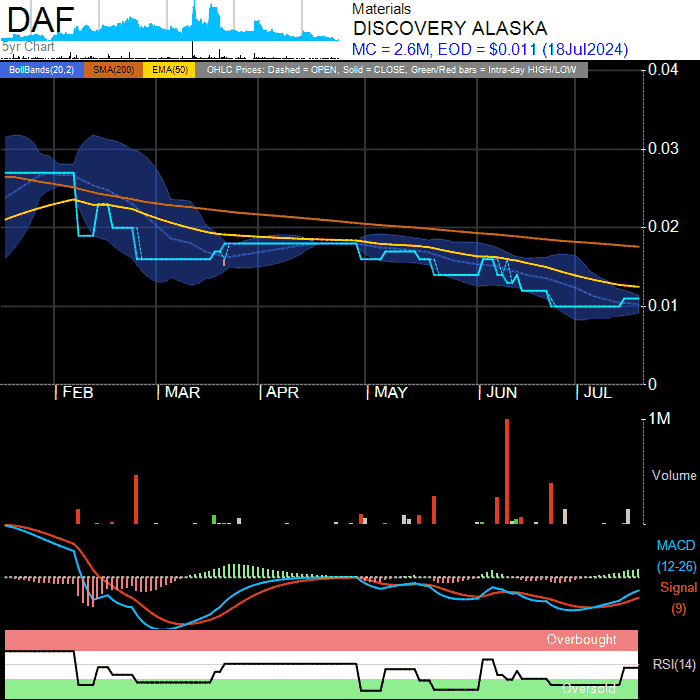 DAF
5yr Chart
Materials
DISCOVERY ALASKA
MC = 2.6M, EOD = $0.011 (18Jul2024)
BollBands(20,2) SMA(200) EMA(50) OHLC Prices: Dashed = OPEN, Solid = CLOSE, Green/Red bars = Intra-day HIGH/LOW
0.04
0.03
0.02
0.01
0
| FEB | MAR | APR | MAY | JUN | JUL
1M
Volume
MACD
(12-26)
Signal
(9)
Overbought
RSI(14)
Oversold